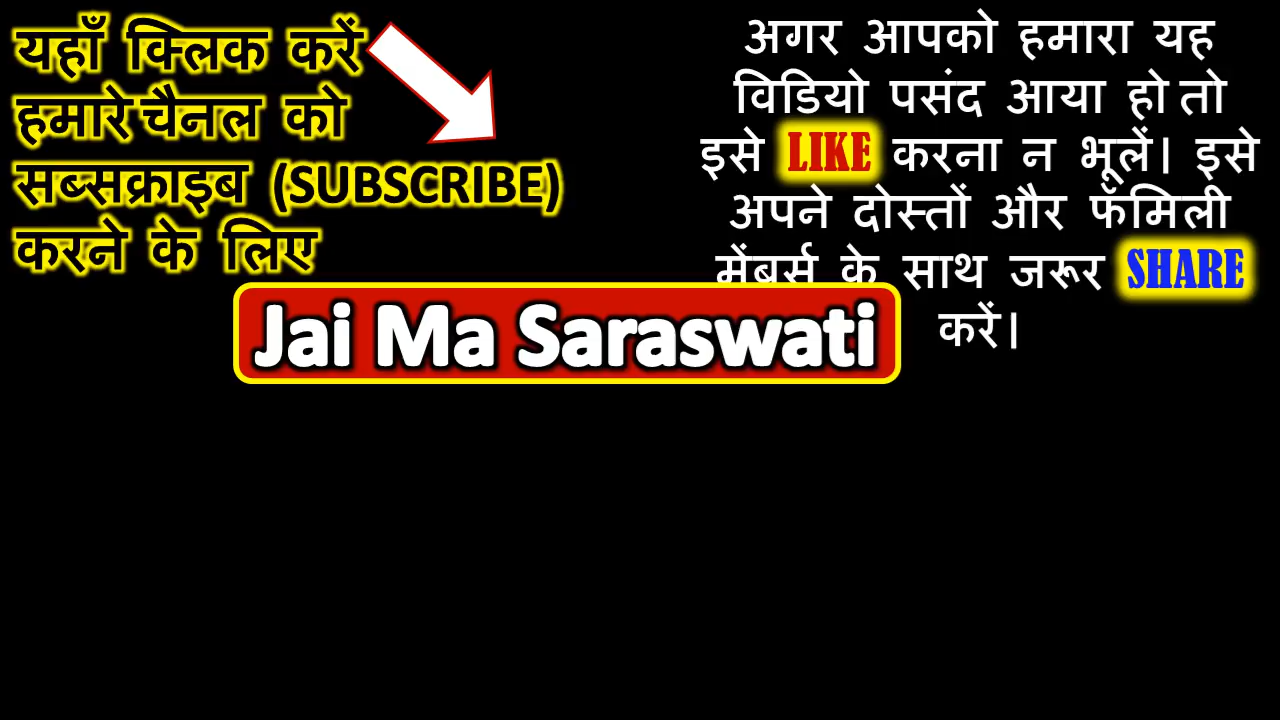 यहाँ क्लिक करें
हमारे चैनल को
सब्सक्राइब (SUBSCRIBE)
करने के लिए
अगर आपको हमारा यह
विडियो पसंद आया हो तो
इसे LIKE करना न भूलें। इसे
अपने दोस्तों और फॅमिली
मेंबर्स के साथ जरूर SHARE
करें।
Jai Ma Saraswati